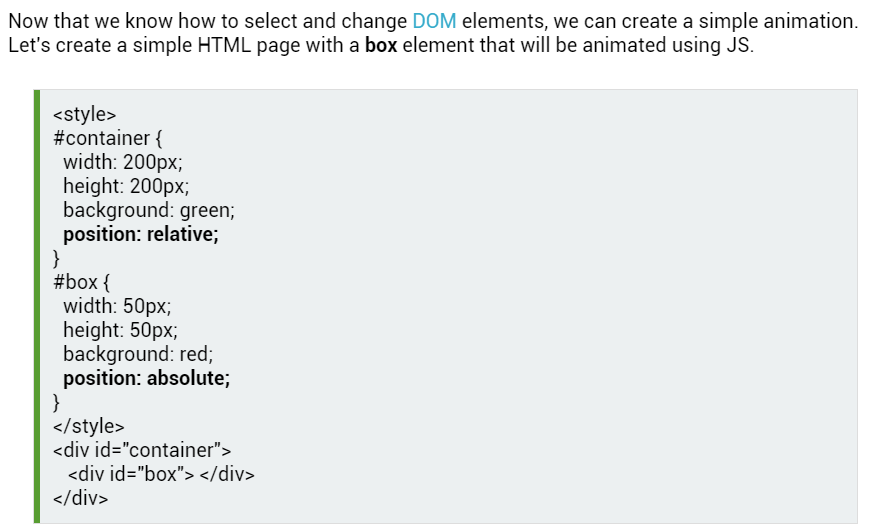 Now that we know how to select and change DOM elements, we can create a simple animation.
Let's create a simple HTML page with a box element that will be animated using JS.
<style>
#container {
width: 200px;
height: 200px;
background: green;
position: relative;
}
#box {
width: 50px;
height: 50px;
background: red;
position: absolute;
}
</style>
<div id="container">
<div id="box"> </div>
</div>